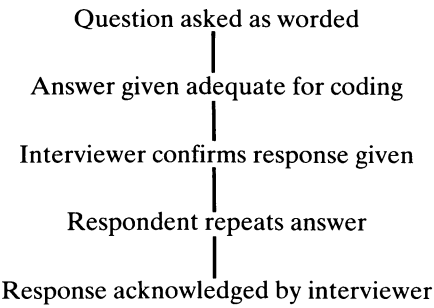 Question asked as worded
Answer given adequate for coding
Interviewer confirms response given
Respondent repeats answer
Response acknowledged by interviewer